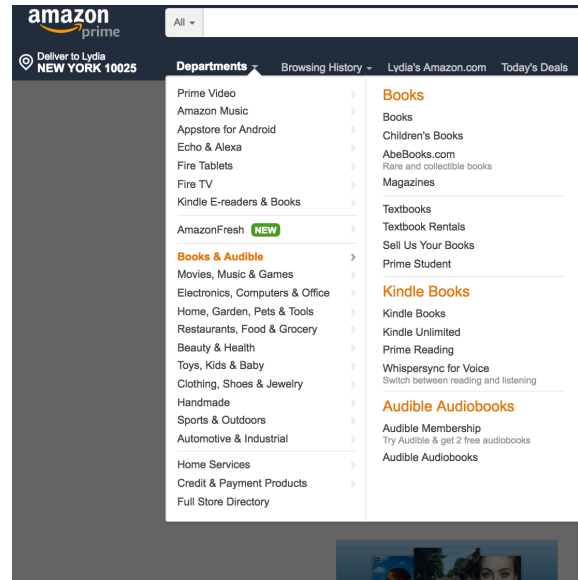 amazon
prime
All
Deliver to Lydia
NEW YORK 10025
Departments
Browsing History
Lydia's Amazon.com
Today's Deals
Prime Video
Amazon Music
Appstore for Android
Echo & Alexa
Fire Tablets
Fire TV
Kindle E-readers & Books
AmazonFresh NEW
Books & Audible
Movies, Music & Games
Electronics, Computers & Office
Home, Garden, Pets & Tools
Restaurants, Food & Grocery
Beauty & Health
Toys, Kids & Baby
Clothing, Shoes & Jewelry
Handmade
Sports & Outdoors
Automotive & Industrial
Home Services
Credit & Payment Products
Full Store Directory
Books
Books
Children's Books
AbeBooks.com
Rare and collectible books
Magazines
Textbooks
Textbook Rentals
Sell Us Your Books
Prime Student
Kindle Books
Kindle Books
Kindle Unlimited
Prime Reading
Whispersync for Voice
Switch between reading and listening
Audible Audiobooks
Audible Membership
Try Audible & get 2 free audiobooks
Audible Audiobooks